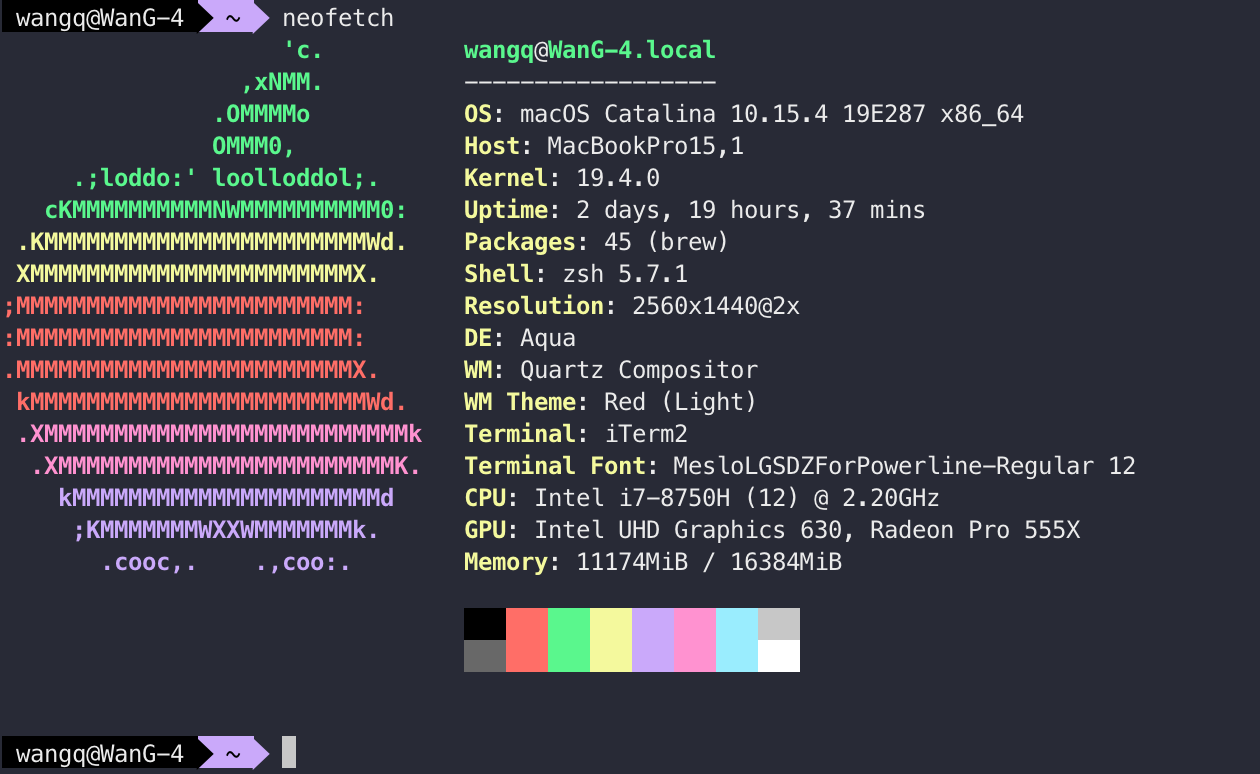 wangq@WanG-4 ~ neofetch
'c. wangq@WanG-4.local
,xNMM. ------------------
.OMMMMo OS: macOS Catalina 10.15.4 19E287 x86_64
OMMM0, Host: MacBookPro15,1
.;loddo:' loolloddol;. Kernel: 19.4.0
cKMMMMMMMMMMNWMMMMMMMMMM0: Uptime: 2 days, 19 hours, 37 mins
.KMMMMMMMMMMMMMMMMMMMMMMMWd. Packages: 45 (brew)
XMMMMMMMMMMMMMMMMMMMMMMMX. Shell: zsh 5.7.1
;MMMMMMMMMMMMMMMMMMMMMMMM: Resolution: 2560x1440@2x
:MMMMMMMMMMMMMMMMMMMMMMMM: DE: Aqua
.MMMMMMMMMMMMMMMMMMMMMMMMX. WM: Quartz Compositor
kMMMMMMMMMMMMMMMMMMMMMMMMWd. WM Theme: Red (Light)
.XMMMMMMMMMMMMMMMMMMMMMMMMMMk Terminal: iTerm2
.XMMMMMMMMMMMMMMMMMMMMMMMMK. Terminal Font: MesloLGSDZForPowerline-Regular 12
kMMMMMMMMMMMMMMMMMMMMMMd CPU: Intel i7-8750H (12) @ 2.20GHz
;KMMMMMMMWXXWMMMMMMMk. GPU: Intel UHD Graphics 630, Radeon Pro 555X
.cooc,. .,coo:. Memory: 11174MiB / 16384MiB
wangq@WanG-4 ~